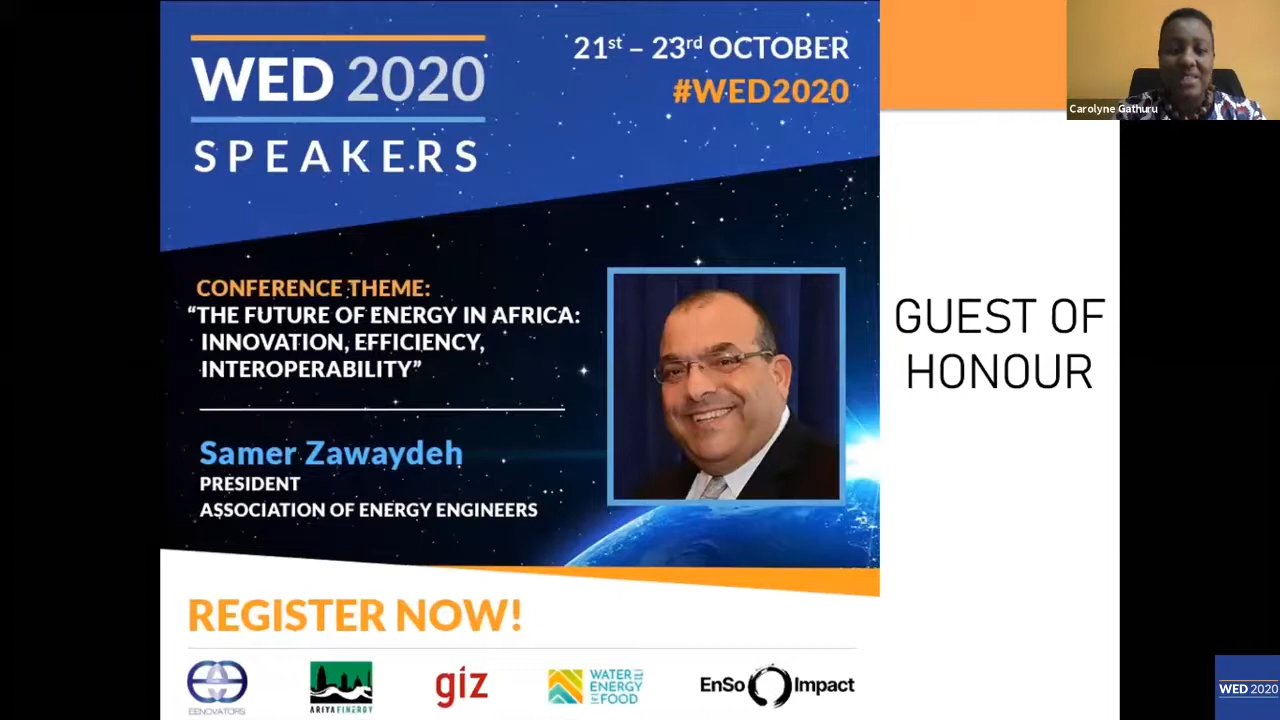 WED 2020
SPEAKERS
21st – 23rd OCTOBER
#WED2020
Carolyne Gathuru
CONFERENCE THEME:
“THE FUTURE OF ENERGY IN AFRICA:
INNOVATION, EFFICIENCY,
INTEROPERABILITY”
Samer Zawaydeh
PRESIDENT
ASSOCIATION OF ENERGY ENGINEERS
GUEST OF
HONOUR
REGISTER NOW!
EENOVATORS
ARIYA FINERGY
giz
WATER
ENERGY
FOOD
EnSo Impact
WED 2020